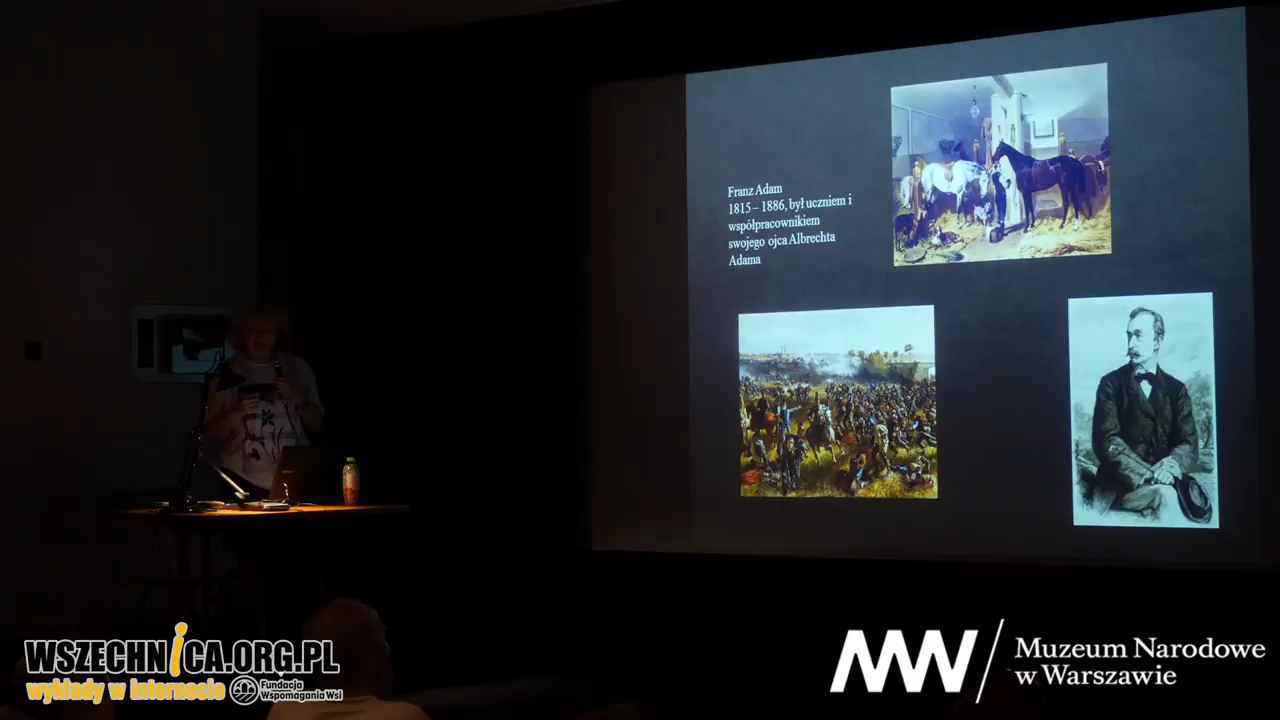 Franz Adam
1815 – 1886, był uczniem i
współpracownikiem
swojego ojca Albrechta
Adama
WSZECHNICA.ORG.PL
wykłady w internecie
Fundacja
Wspomagania Wsi
Muzeum Narodowe
w Warszawie